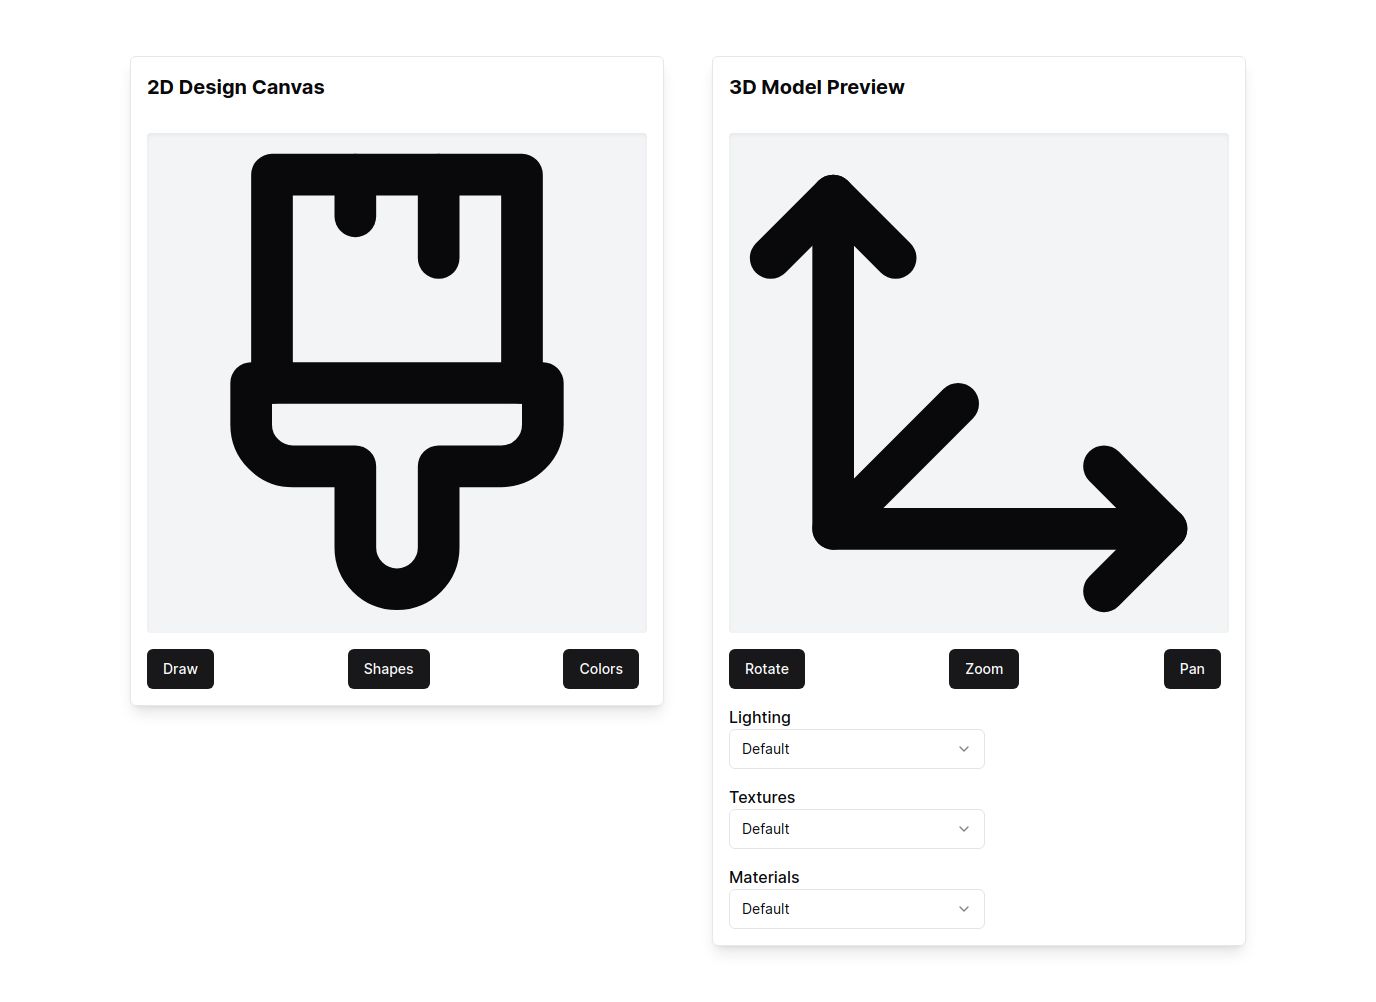 2D Design Canvas
Draw
Shapes
Colors
3D Model Preview
Rotate
Zoom
Pan
Lighting
Default
Textures
Default
Materials
Default